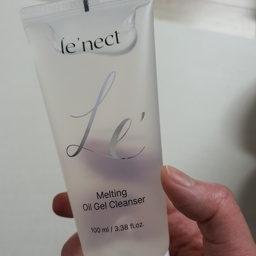 le'nect
Le'
Melting
Oil Gel Cleanser
100 ml / 3.38 fl.oz.